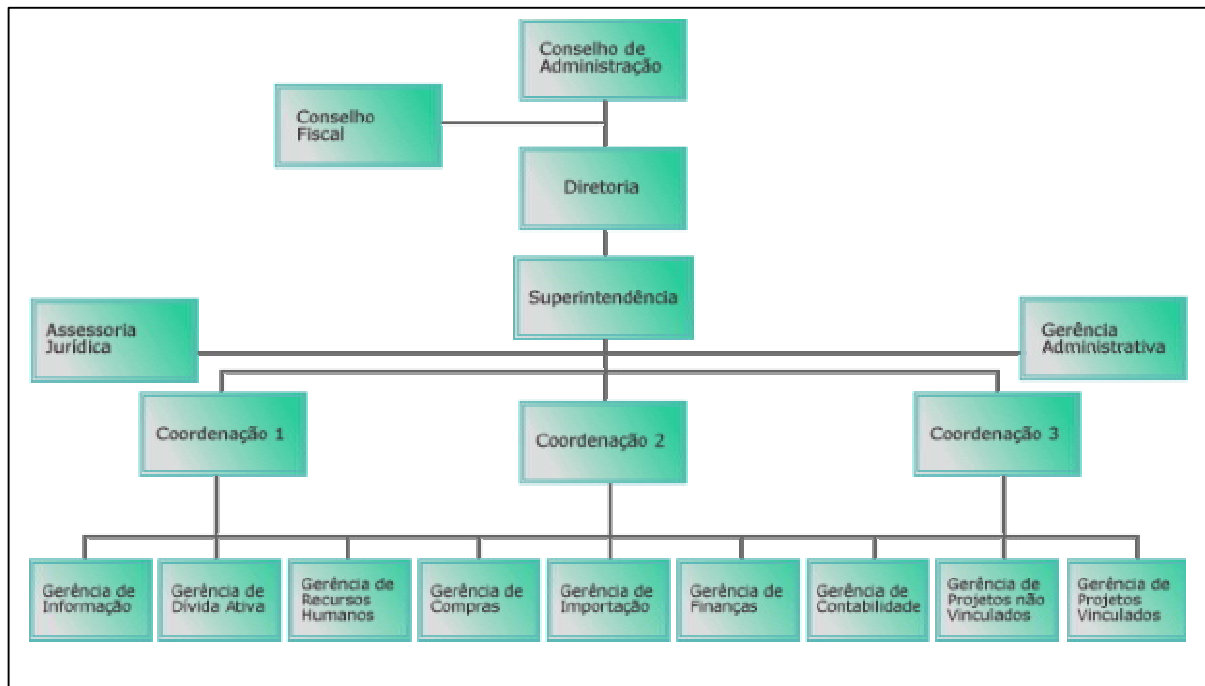 Conselho de
Administração
Conselho
Fiscal
Diretoria
Superintendência
Assessoria
Jurídica
Gerência
Administrativa
Coordenação 1
Coordenação 2
Coordenação 3
Gerência de
Informação
Gerência de
Dívida Ativa
Gerência de
Recursos
Humanos
Gerência de
Compras
Gerência de
Importação
Gerência de
Finanças
Gerência de
Contabilidade
Gerência de
Projetos não
Vinculados
Gerência de
Projetos
Vinculados